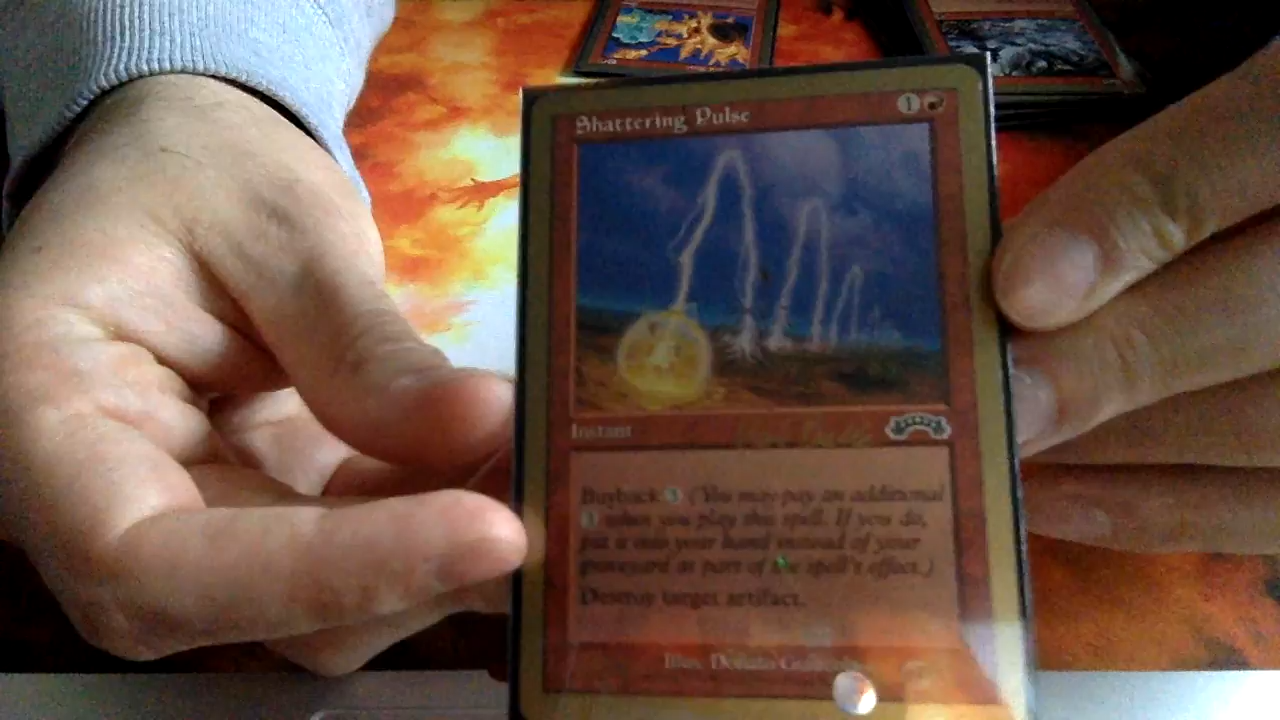 Shattering Pulse 1
Instant
Buyback 3 (You may pay an additional
3 when you play this spell. If you do,
put it into your hand instead of your
graveyard as part of the spell's effect.)
Destroy target artifact.
Illus. Donato